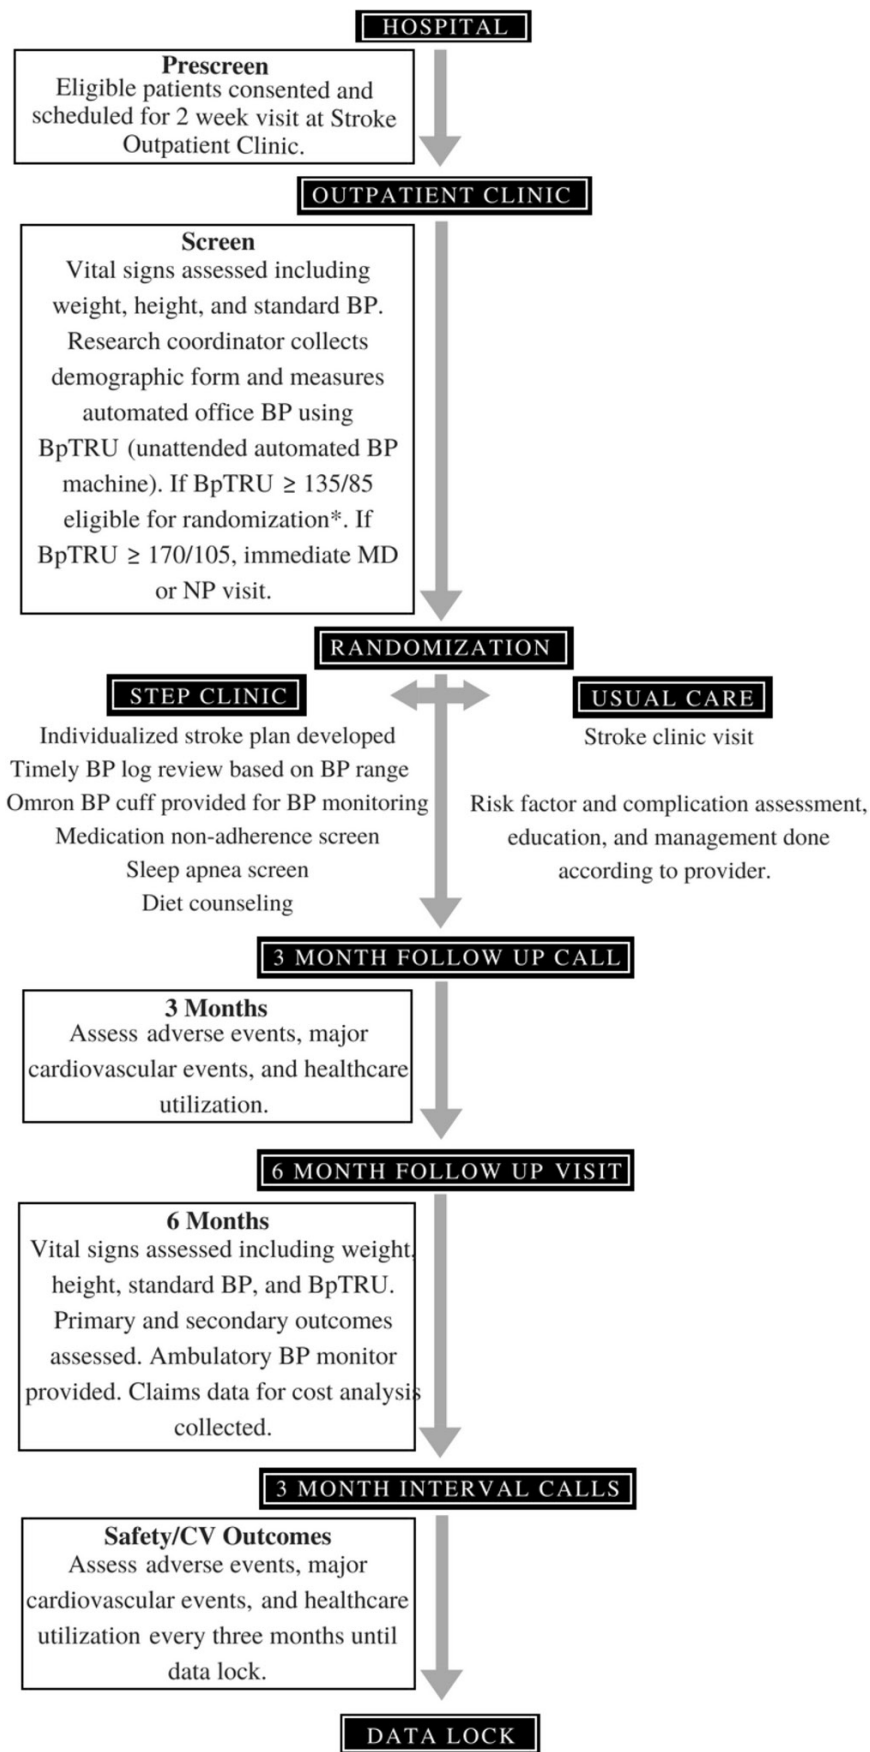 HOSPITAL
Prescreen
Eligible patients consented and
scheduled for 2 week visit at Stroke
Outpatient Clinic.
OUTPATIENT CLINIC
Screen
Vital signs assessed including
weight, height, and standard BP.
Research coordinator collects
demographic form and measures
automated office BP using
BpTRU (unattended automated BP
machine). If BpTRU ≥ 135/85
eligible for randomization*. If
BpTRU ≥ 170/105, immediate MD
or NP visit.
RANDOMIZATION
STEP CLINIC
Individualized stroke plan developed
Timely BP log review based on BP range
Omron BP cuff provided for BP monitoring
Medication non-adherence screen
Sleep apnea screen
Diet counseling
USUAL CARE
Stroke clinic visit
Risk factor and complication assessment,
education, and management done
according to provider.
3 MONTH FOLLOW UP CALL
3 Months
Assess adverse events, major
cardiovascular events, and healthcare
utilization.
6 MONTH FOLLOW UP VISIT
6 Months
Vital signs assessed including weight,
height, standard BP, and BpTRU.
Primary and secondary outcomes
assessed. Ambulatory BP monitor
provided. Claims data for cost analysis
collected.
3 MONTH INTERVAL CALLS
Safety/CV Outcomes
Assess adverse events, major
cardiovascular events, and healthcare
utilization every three months until
data lock.
DATA LOCK